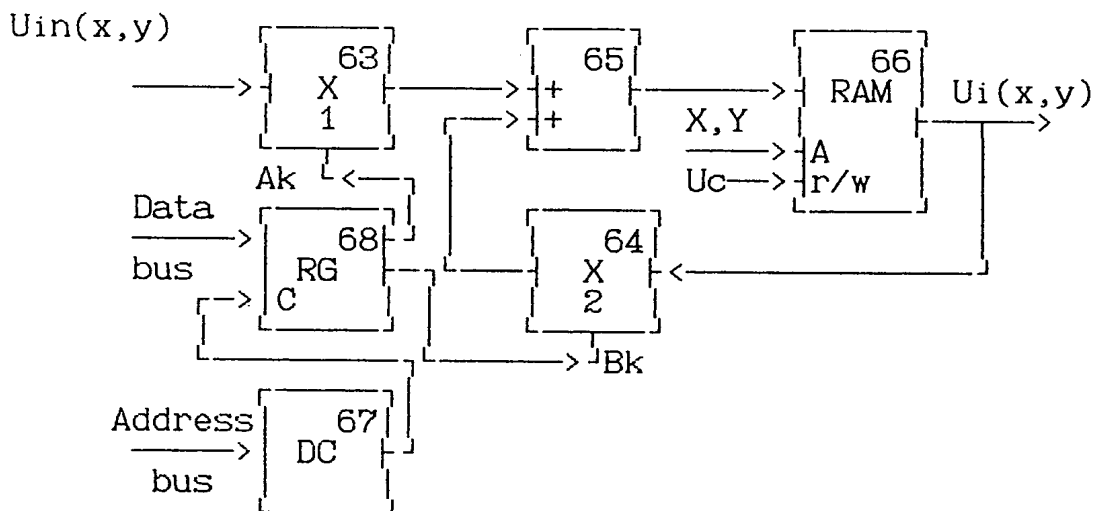 Uin(x,y)
63
X
1
65
+
+
66
RAM
Ui(x,y)
X,Y
A
Uc
r/w
Ak
Data
bus
68
RG
C
64
X
2
Bk
Address
bus
67
DC